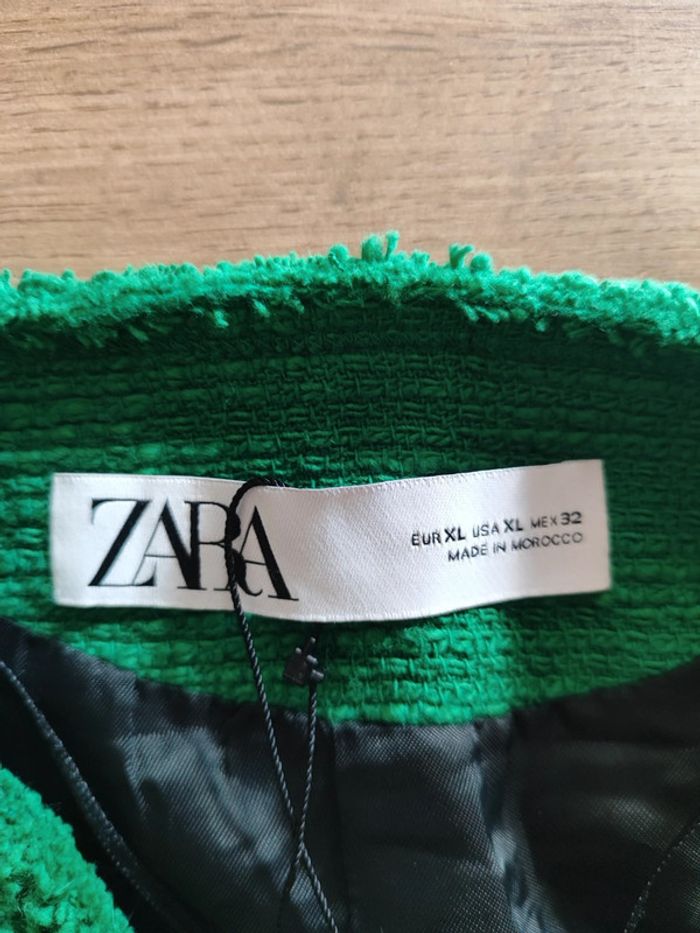 ZARA
EUR XL USA XL MEX 32
MADE IN MOROCCO